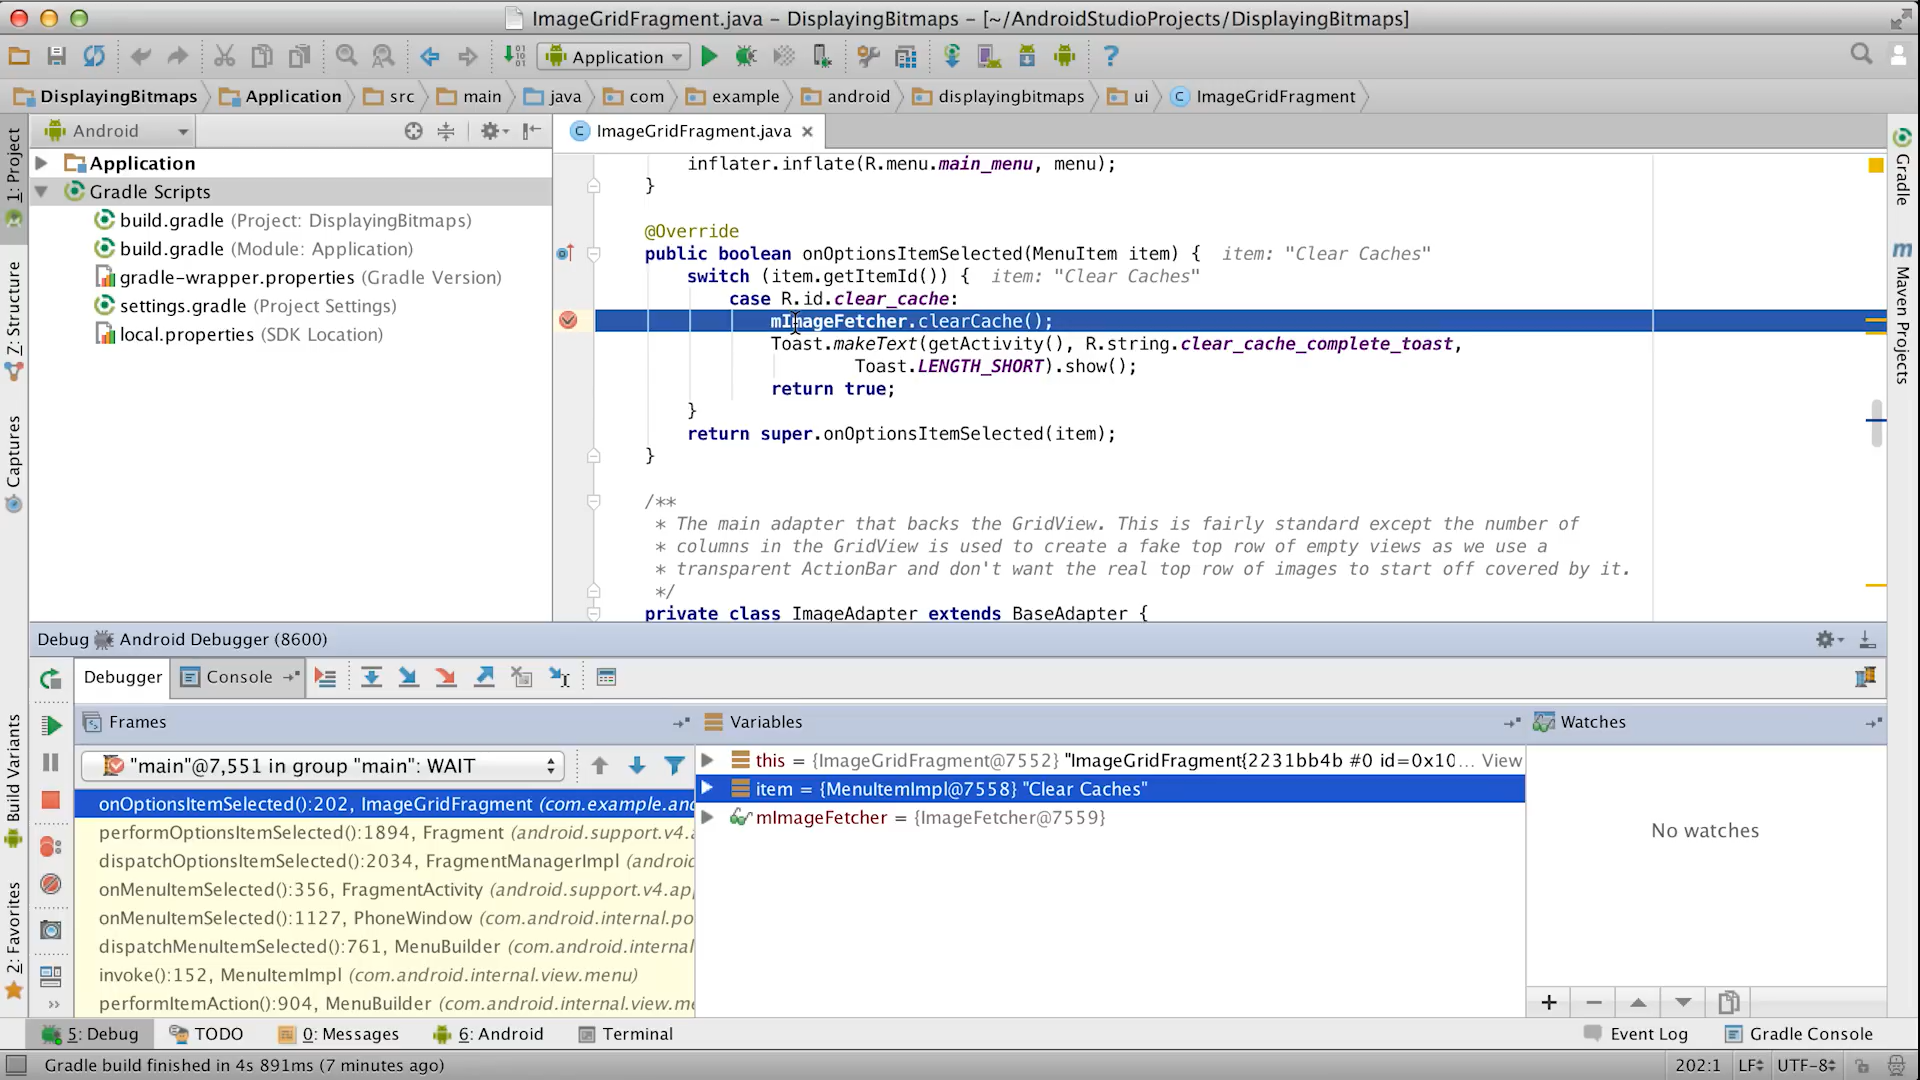 ImageGridFragment.java – DisplayingBitmaps – [~/AndroidStudioProjects/DisplayingBitmaps]
Application
?
DisplayingBitmaps Application src main java com example android displayingbitmaps ui ImageGridFragment
Android
ImageGridFragment.java
1: Project
Z: Structure
Captures
Build Variants
2: Favorites
Application
Gradle Scripts
build.gradle (Project: DisplayingBitmaps)
build.gradle (Module: Application)
gradle-wrapper.properties (Gradle Version)
settings.gradle (Project Settings)
local.properties (SDK Location)
inflater.inflate(R.menu.main_menu, menu);
}
@Override
public boolean onOptionsItemSelected(MenuItem item) { item: "Clear Caches"
switch (item.getItemId()) { item: "Clear Caches"
case R.id.clear_cache:
mImageFetcher.clearCache();
Toast.makeText(getActivity(), R.string.clear_cache_complete_toast,
Toast.LENGTH_SHORT).show();
return true;
}
return super.onOptionsItemSelected(item);
}
/**
* The main adapter that backs the GridView. This is fairly standard except the number of
* columns in the GridView is used to create a fake top row of empty views as we use a
* transparent ActionBar and don't want the real top row of images to start off covered by it.
*/
private class ImageAdapter extends BaseAdapter {
Gradle
Maven Projects
Debug Android Debugger (8600)
Debugger Console
Frames
"main"@7,551 in group "main": WAIT
onOptionsItemSelected():202, ImageGridFragment (com.example.and
performOptionsItemSelected():1894, Fragment (android.support.v4.a
dispatchOptionsItemSelected():2034, FragmentManagerImpl (android
onMenuItemSelected():356, FragmentActivity (android.support.v4.ap
onMenuItemSelected():1127, PhoneWindow (com.android.internal.po
dispatchMenuItemSelected():761, MenuBuilder (com.android.internal
invoke():152, MenuItemImpl (com.android.internal.view.menu)
performItemAction():904, MenuBuilder (com.android.internal.view.me
Variables
this = {ImageGridFragment@7552} "ImageGridFragment{2231bb4b #0 id=0x10... View
item = {MenuItemImpl@7558} "Clear Caches"
mImageFetcher = {ImageFetcher@7559}
Watches
No watches
5: Debug TODO 0: Messages 6: Android Terminal Event Log Gradle Console
Gradle build finished in 4s 891ms (7 minutes ago) 202:1 LF UTF-8